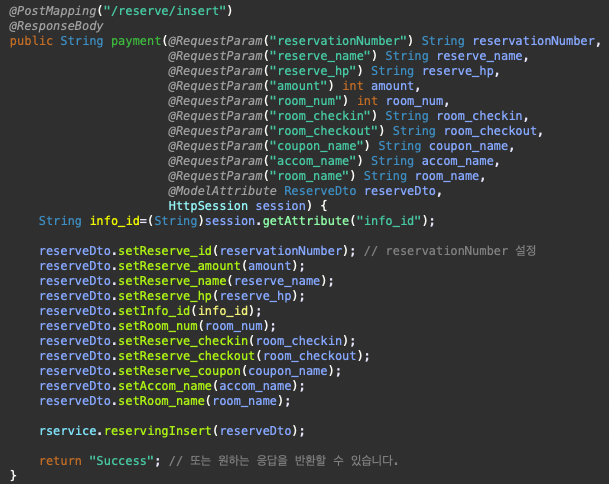 @PostMapping("/reserve/insert")
@ResponseBody
public String payment(@RequestParam("reservationNumber") String reservationNumber,
                      @RequestParam("reserve_name") String reserve_name,
                      @RequestParam("reserve_hp") String reserve_hp,
                      @RequestParam("amount") int amount,
                      @RequestParam("room_num") int room_num,
                      @RequestParam("room_checkin") String room_checkin,
                      @RequestParam("room_checkout") String room_checkout,
                      @RequestParam("coupon_name") String coupon_name,
                      @RequestParam("accom_name") String accom_name,
                      @RequestParam("room_name") String room_name,
                      @ModelAttribute ReserveDto reserveDto,
                      HttpSession session) {
    String info_id=(String)session.getAttribute("info_id");

    reserveDto.setReserve_id(reservationNumber); // reservationNumber 설정
    reserveDto.setReserve_amount(amount);
    reserveDto.setReserve_name(reserve_name);
    reserveDto.setReserve_hp(reserve_hp);
    reserveDto.setInfo_id(info_id);
    reserveDto.setRoom_num(room_num);
    reserveDto.setReserve_checkin(room_checkin);
    reserveDto.setReserve_checkout(room_checkout);
    reserveDto.setReserve_coupon(coupon_name);
    reserveDto.setAccom_name(accom_name);
    reserveDto.setRoom_name(room_name);

    rservice.reservingInsert(reserveDto);

    return "Success"; // 또는 원하는 응답을 반환할 수 있습니다.
}